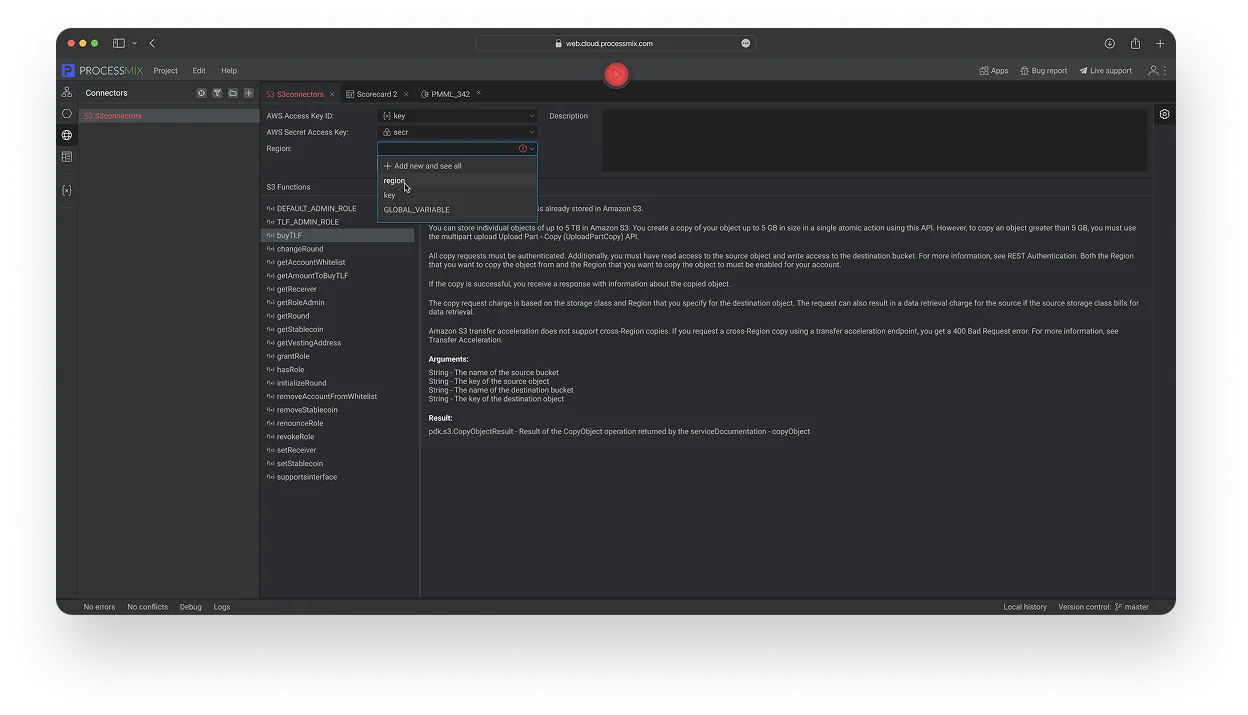 web.cloud.processmix.com
PROCESSMIX Project Edit Help
Apps Bug report Live support
Connectors
S3 S3connectors
S3 S3connectors × Scorecard 2 × PMML_342 ×
AWS Access Key ID: {x} key
AWS Secret Access Key: secr
Region:
Description
+ Add new and see all
region
key
GLOBAL_VARIABLE
{x}
S3 Functions
f(x) DEFAULT_ADMIN_ROLE
f(x) TLF_ADMIN_ROLE
f(x) buyTLF
f(x) changeRound
f(x) getAccountWhitelist
f(x) getAmountToBuyTLF
f(x) getReceiver
f(x) getRoleAdmin
f(x) getRound
f(x) getStablecoin
f(x) getVestingAddress
f(x) grantRole
f(x) hasRole
f(x) initializeRound
f(x) removeAccountFromWhitelist
f(x) removeStablecoin
f(x) renounceRole
f(x) revokeRole
f(x) setReceiver
f(x) setStablecoin
f(x) supportsinterface
is already stored in Amazon S3.
You can store individual objects of up to 5 TB in Amazon S3. You create a copy of your object up to 5 GB in size in a single atomic action using this API. However, to copy an object greater than 5 GB, you must use
the multipart upload Upload Part - Copy (UploadPartCopy) API.
All copy requests must be authenticated. Additionally, you must have read access to the source object and write access to the destination bucket. For more information, see REST Authentication. Both the Region
that you want to copy the object from and the Region that you want to copy the object to must be enabled for your account.
If the copy is successful, you receive a response with information about the copied object.
The copy request charge is based on the storage class and Region that you specify for the destination object. The request can also result in a data retrieval charge for the source if the source storage class bills for
data retrieval.
Amazon S3 transfer acceleration does not support cross-Region copies. If you request a cross-Region copy using a transfer acceleration endpoint, you get a 400 Bad Request error. For more information, see
Transfer Acceleration.
Arguments:
String - The name of the source bucket
String - The key of the source object
String - The name of the destination bucket
String - The key of the destination object
Result:
pdk.s3.CopyObjectResult - Result of the CopyObject operation returned by the serviceDocumentation - copyObject
No errors No conflicts Debug Logs
Local history Version control: master